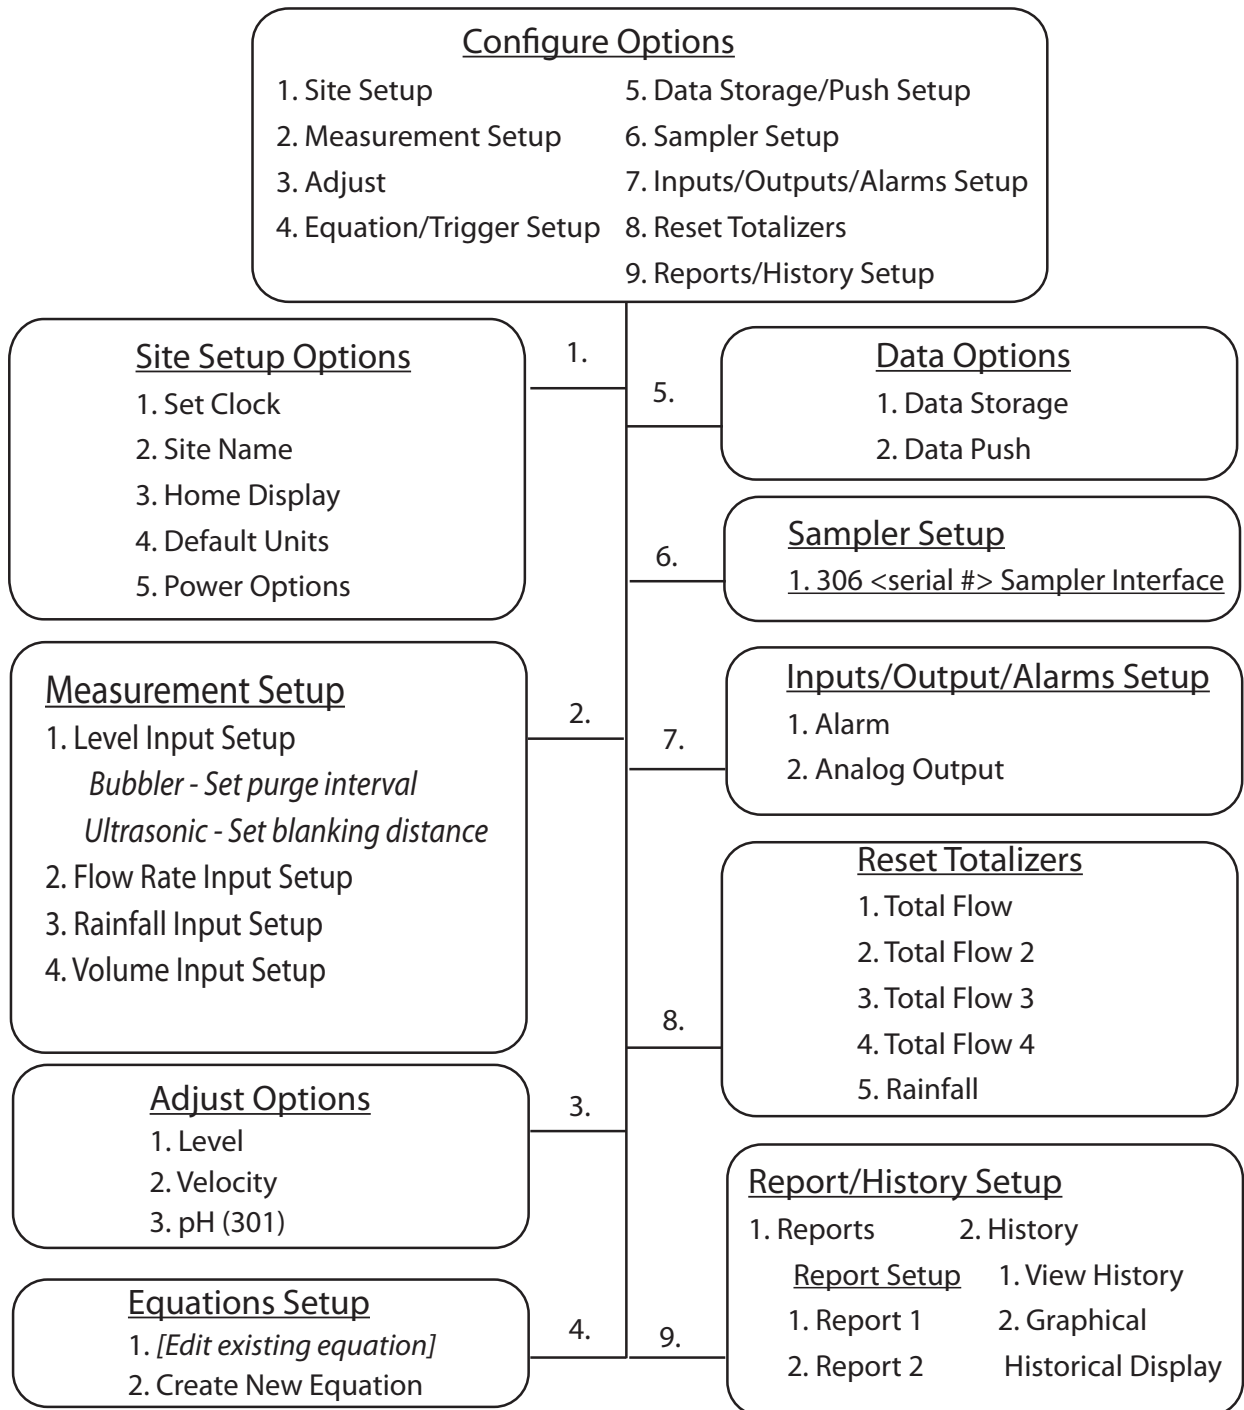 Configure Options
1. Site Setup
2. Measurement Setup
3. Adjust
4. Equation/Trigger Setup
5. Data Storage/Push Setup
6. Sampler Setup
7. Inputs/Outputs/Alarms Setup
8. Reset Totalizers
9. Reports/History Setup
1.
Site Setup Options
1. Set Clock
2. Site Name
3. Home Display
4. Default Units
5. Power Options
2.
Measurement Setup
1. Level Input Setup
Bubbler - Set purge interval
Ultrasonic - Set blanking distance
2. Flow Rate Input Setup
3. Rainfall Input Setup
4. Volume Input Setup
3.
Adjust Options
1. Level
2. Velocity
3. pH (301)
4.
Equations Setup
1. [Edit existing equation]
2. Create New Equation
5.
Data Options
1. Data Storage
2. Data Push
6.
Sampler Setup
1. 306 <serial #> Sampler Interface
7.
Inputs/Output/Alarms Setup
1. Alarm
2. Analog Output
8.
Reset Totalizers
1. Total Flow
2. Total Flow 2
3. Total Flow 3
4. Total Flow 4
5. Rainfall
9.
Report/History Setup
1. Reports
Report Setup
1. Report 1
2. Report 2
2. History
1. View History
2. Graphical
Historical Display